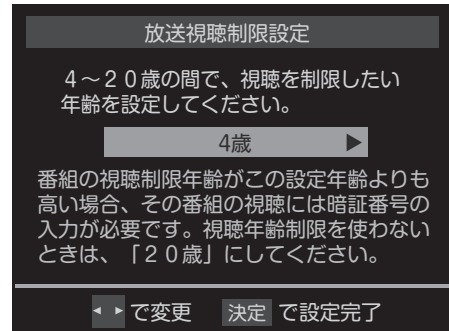 放送視聴制限設定
4～20歳の間で、視聴を制限したい
年齢を設定してください。
4歳 ▶
番組の視聴制限年齢がこの設定年齢よりも
高い場合、その番組の視聴には暗証番号の
入力が必要です。視聴年齢制限を使わない
ときは、「20歳」にしてください。
◀ ▶ で変更 決定 で設定完了